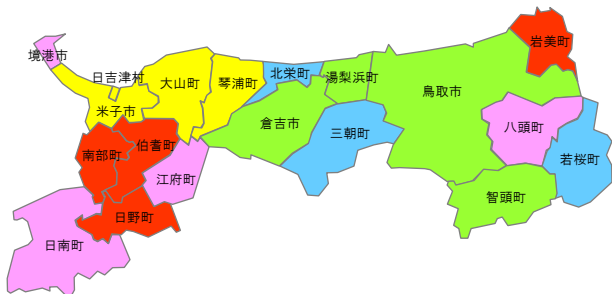 岩美町
境港市
日吉津村
大山町
琴浦町
北栄町
湯梨浜町
鳥取市
米子市
倉吉市
三朝町
八頭町
若桜町
南部町
伯耆町
江府町
智頭町
日野町
日南町